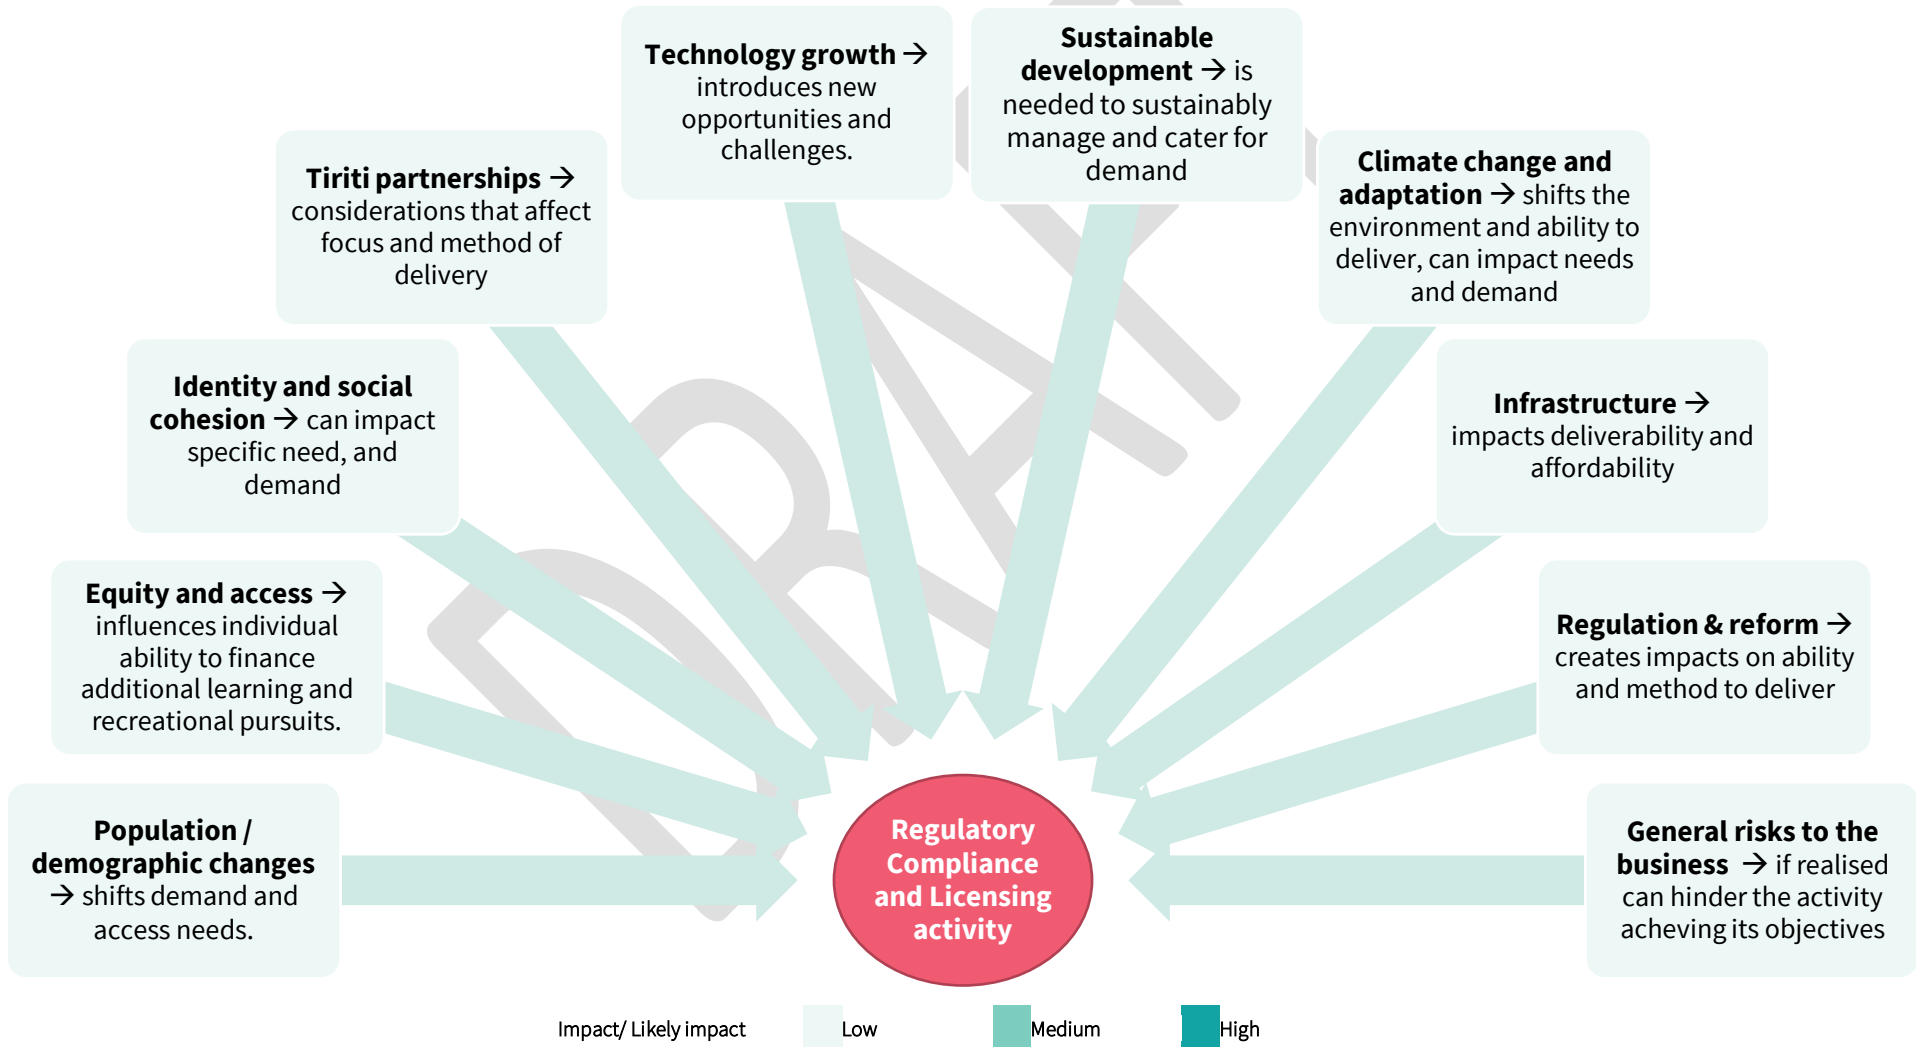 Technology growth →
introduces new
opportunities and
challenges.
Sustainable
development → is
needed to sustainably
manage and cater for
demand
Tiriti partnerships →
considerations that affect
focus and method of
delivery
Climate change and
adaptation → shifts the
environment and ability to
deliver, can impact needs
and demand
Identity and social
cohesion → can impact
specific need, and
demand
Infrastructure →
impacts deliverability and
affordability
Equity and access →
influences individual
ability to finance
additional learning and
recreational pursuits.
Regulation & reform →
creates impacts on ability
and method to deliver
Population /
demographic changes
→ shifts demand and
access needs.
General risks to the
business → if realised
can hinder the activity
acheving its objectives
Regulatory
Compliance
and Licensing
activity
DRAFT
Impact/ Likely impact Low Medium High